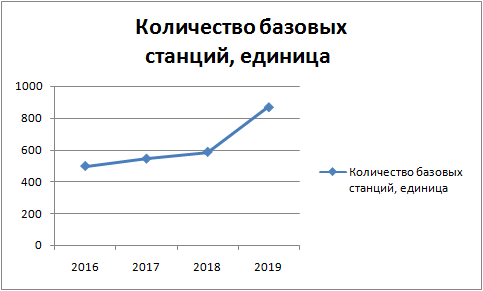 Количество базовых
станций, единица
1000
800
600
400
200
0
2016 2017 2018 2019
Количество базовых
станций, единица